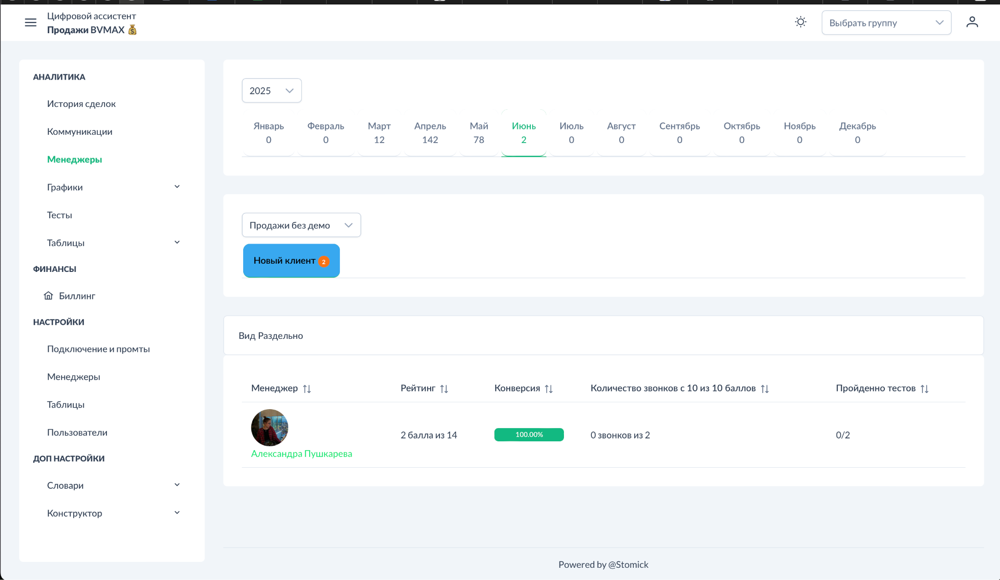 Цифровой ассистент
Продажи BVMAX
Выбрать группу
АНАЛИТИКА
История сделок
Коммуникации
Менеджеры
Графики
Тесты
Таблицы
ФИНАНСЫ
Биллинг
НАСТРОЙКИ
Подключение и промты
Менеджеры
Таблицы
Пользователи
ДОП НАСТРОЙКИ
Словари
Конструктор
2025
Январь Февраль Март Апрель Май Июнь Июль Август Сентябрь Октябрь Ноябрь Декабрь
0 0 12 142 78 2 0 0 0 0 0 0
Продажи без демо
Новый клиент 2
Вид Раздельно
Менеджер Рейтинг Конверсия Количество звонков с 10 из 10 баллов Пройденно тестов
2 балла из 14 100.00% 0 звонков из 2 0/2
Александра Пушкарева
Powered by @Stomick